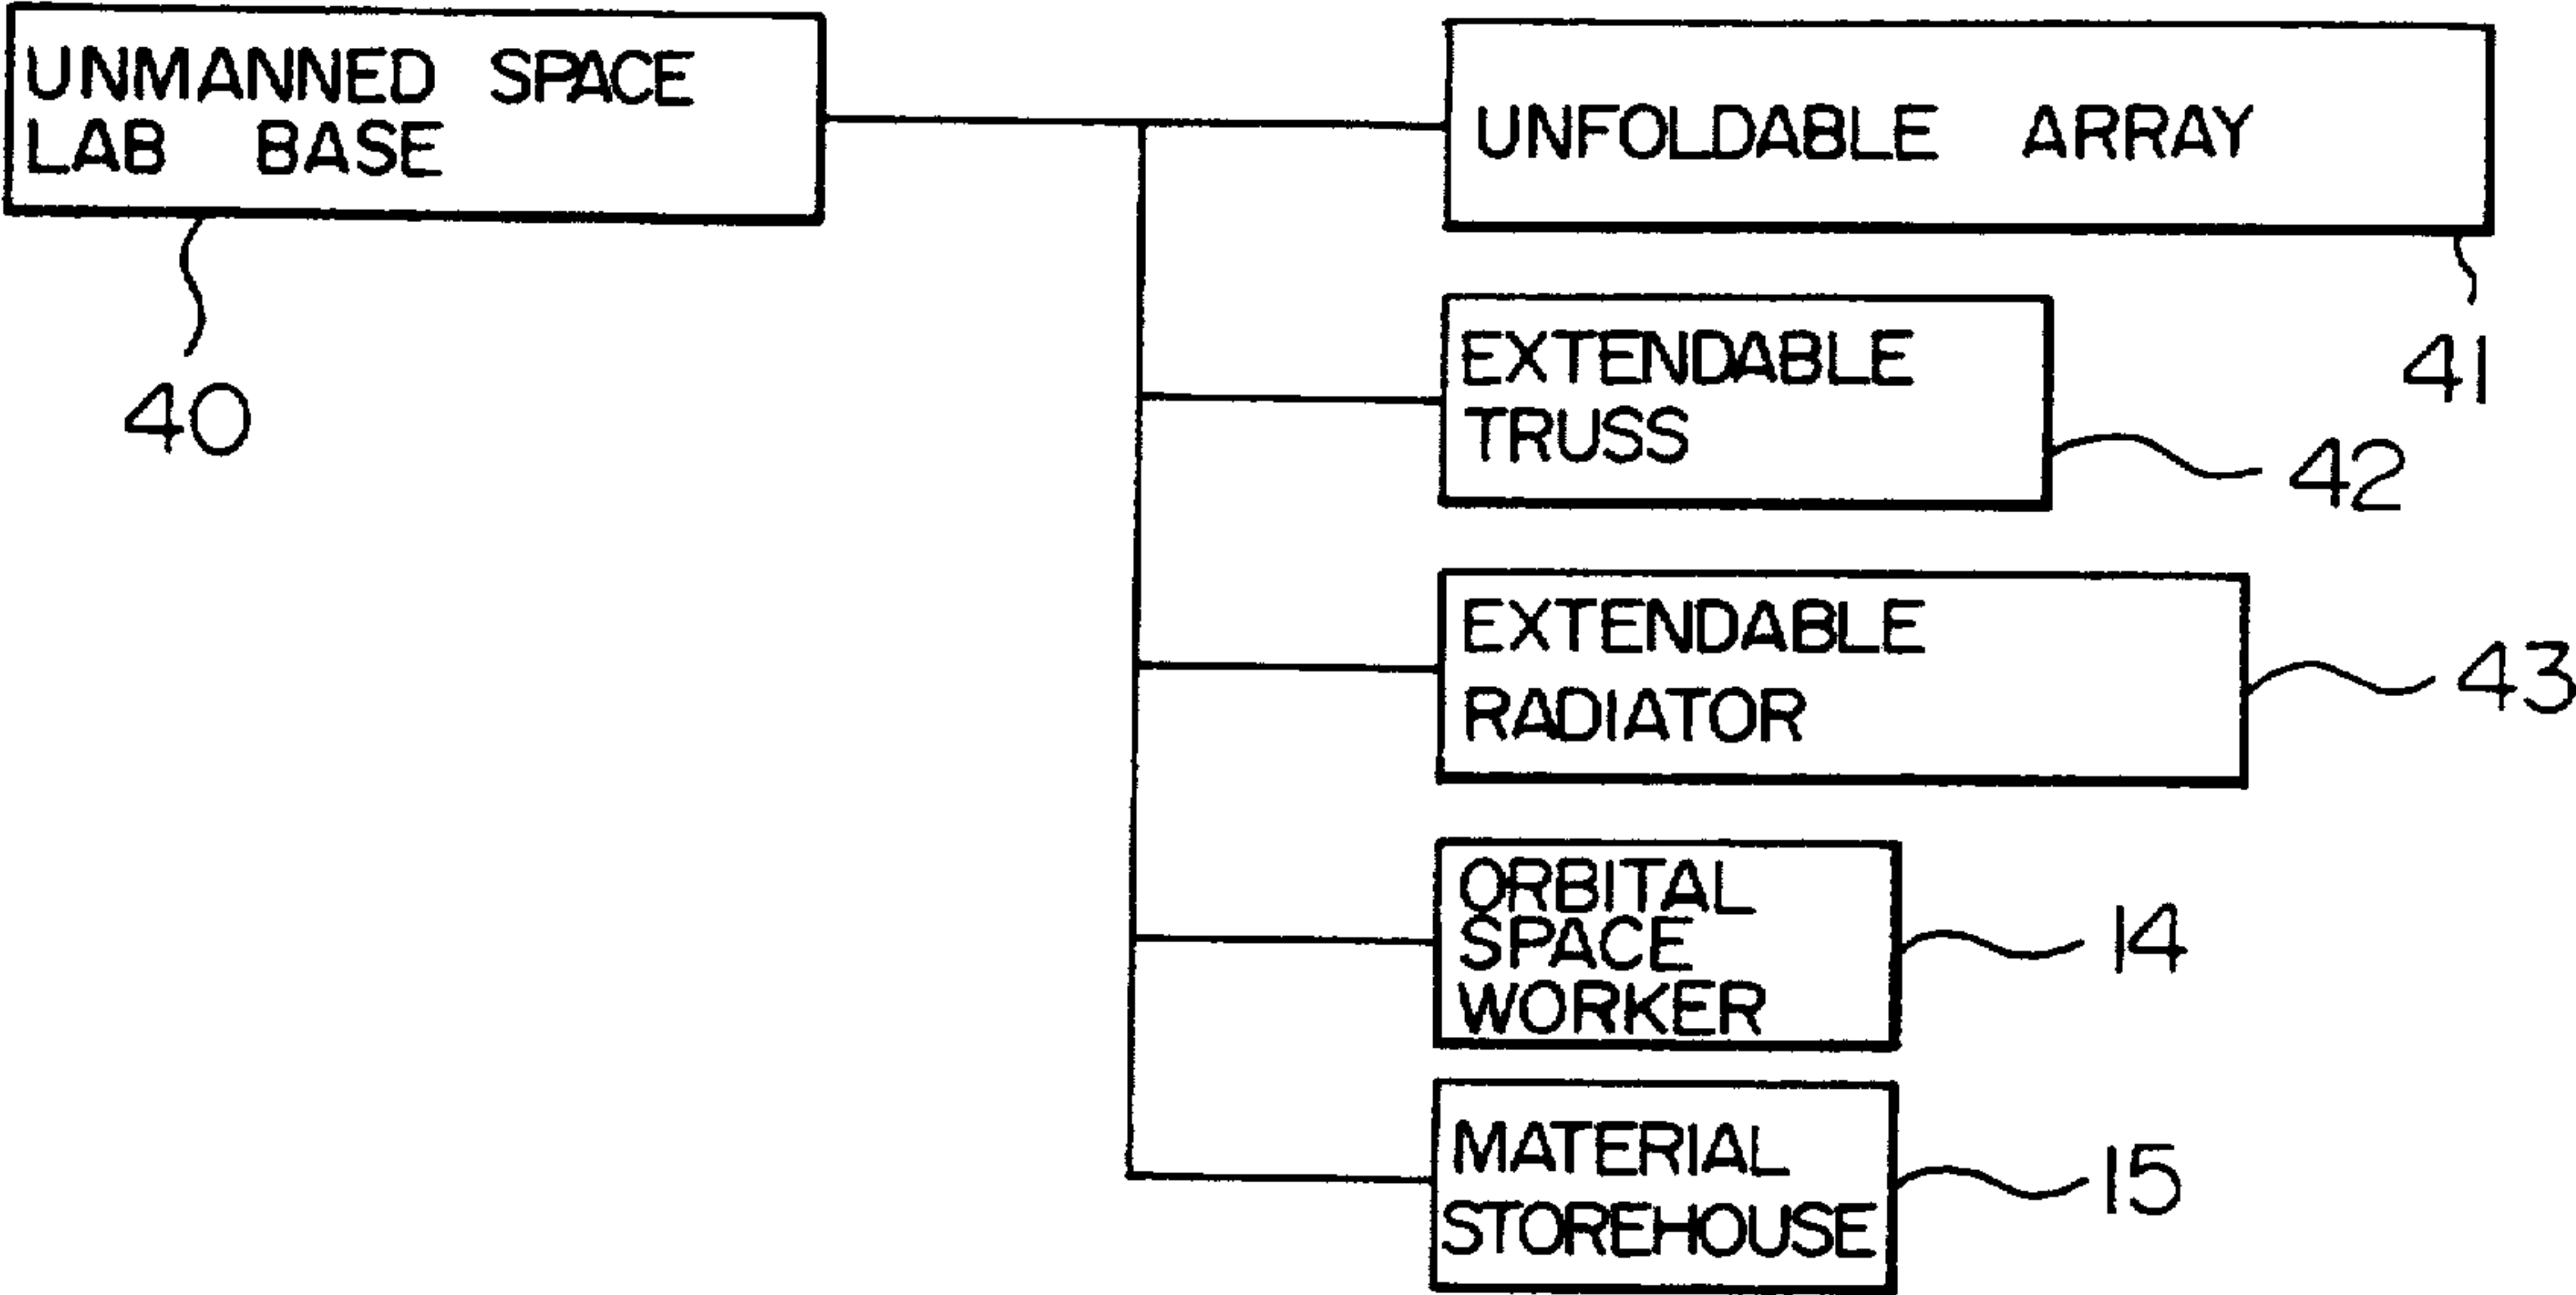 UNMANNED SPACE
LAB BASE
40
UNFOLDABLE ARRAY
41
EXTENDABLE
TRUSS
42
EXTENDABLE
RADIATOR
43
ORBITAL
SPACE
WORKER
14
MATERIAL
STOREHOUSE
15